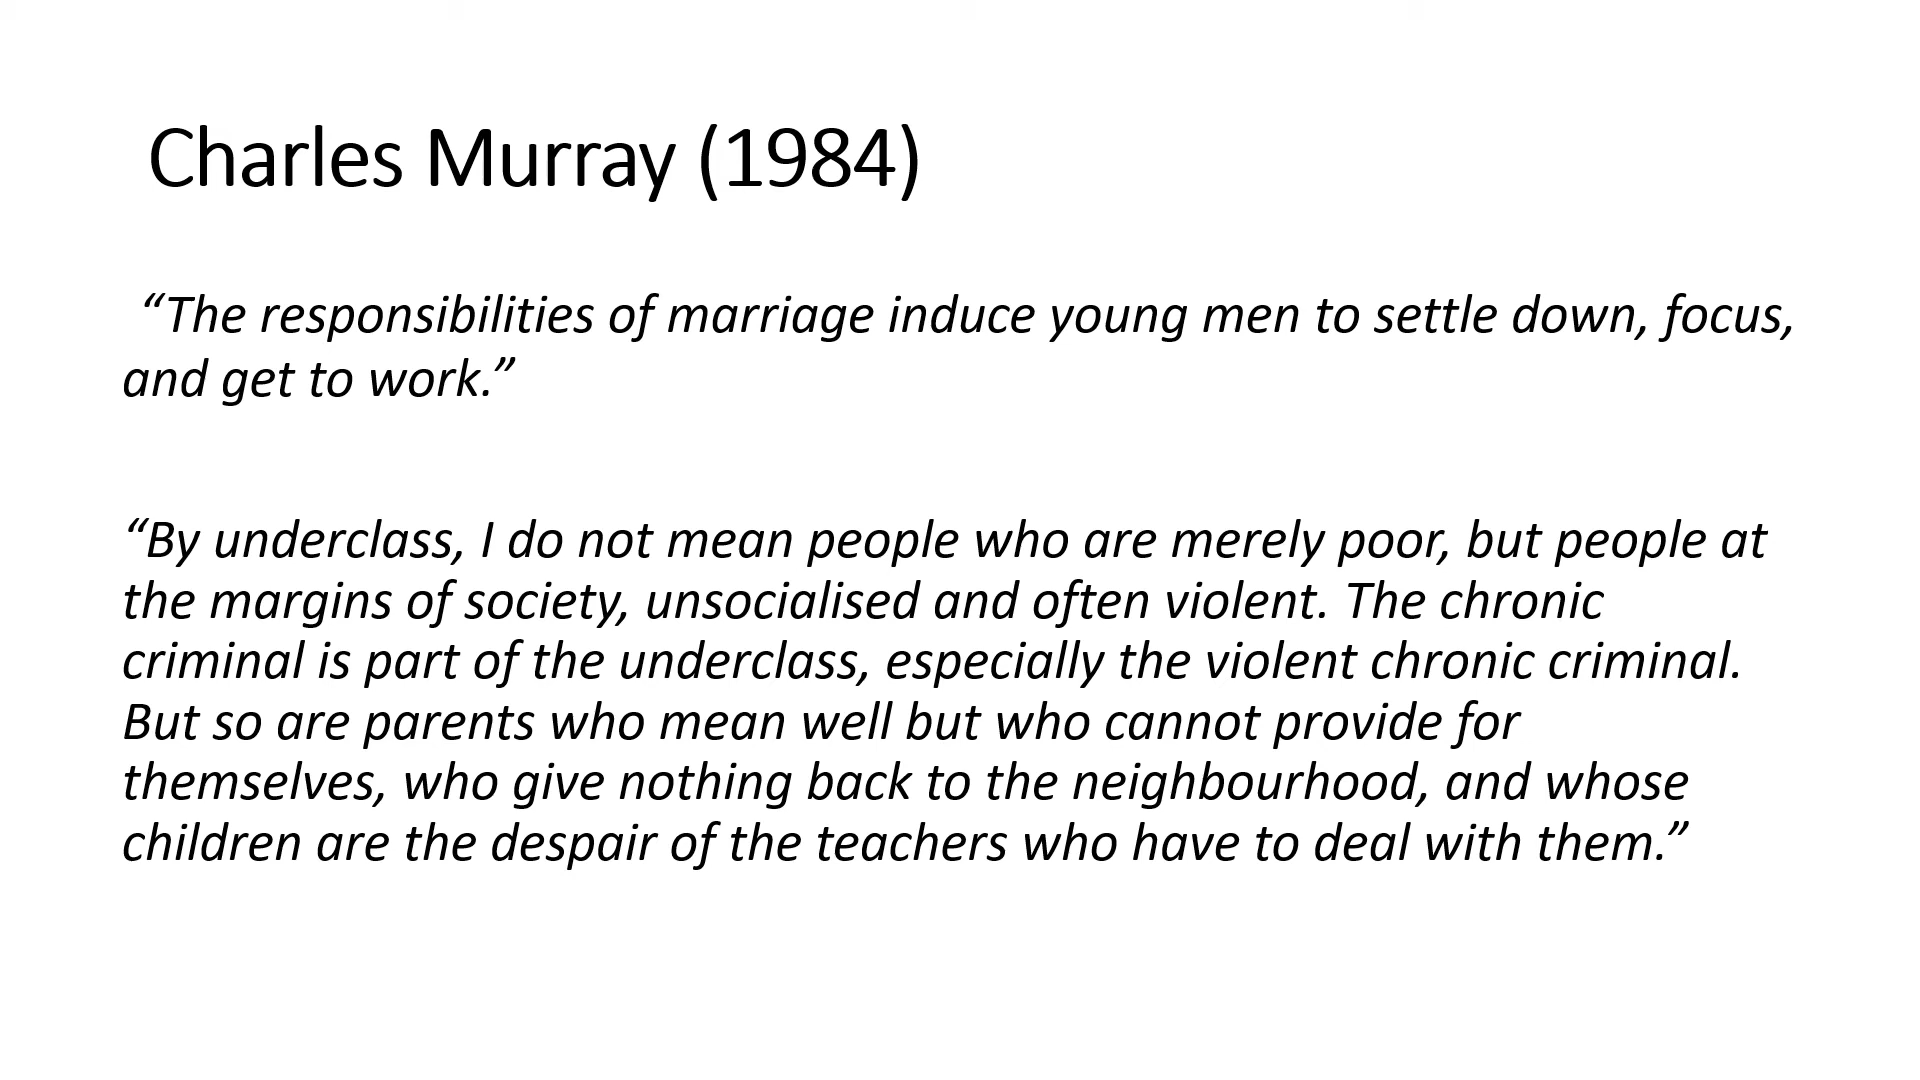 Charles Murray (1984)
“The responsibilities of marriage induce young men to settle down, focus,
and get to work.”
“By underclass, I do not mean people who are merely poor, but people at
the margins of society, unsocialised and often violent. The chronic
criminal is part of the underclass, especially the violent chronic criminal.
But so are parents who mean well but who cannot provide for
themselves, who give nothing back to the neighbourhood, and whose
children are the despair of the teachers who have to deal with them.”